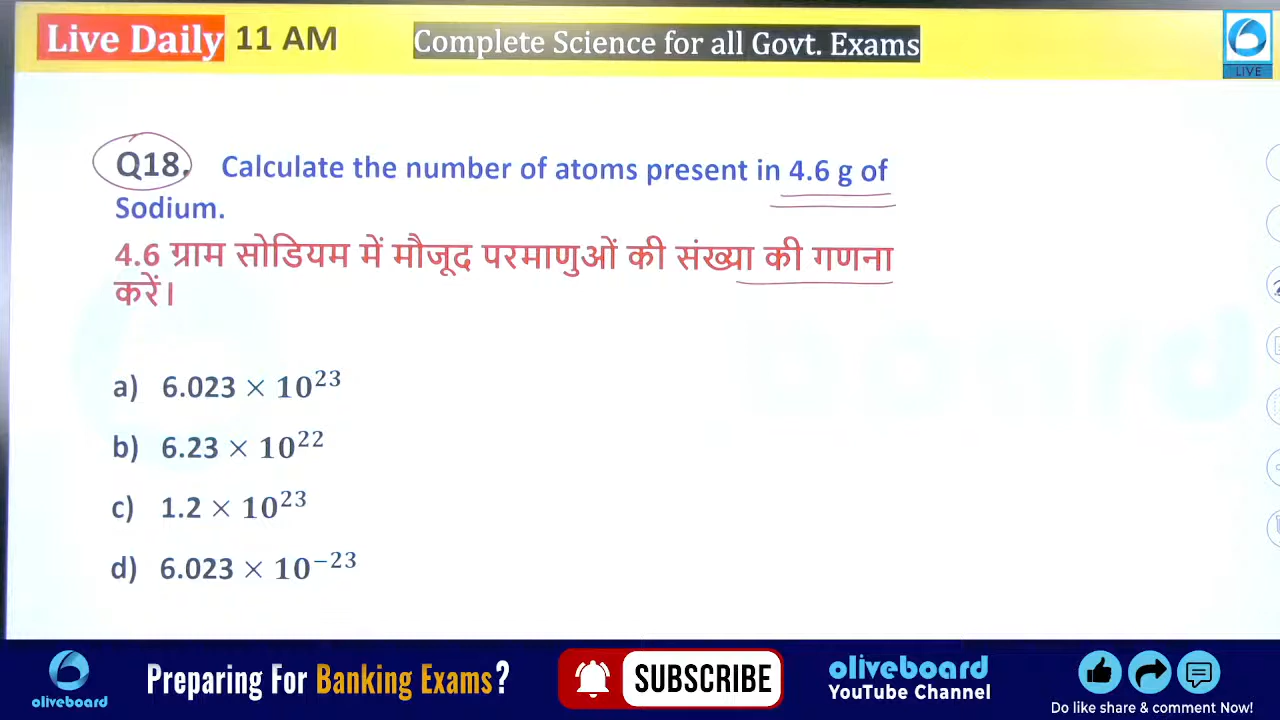 Live Daily 11 AM
Complete Science for all Govt. Exams
LIVE
Q18. Calculate the number of atoms present in 4.6 g of
Sodium.
4.6 ग्राम सोडियम में मौजूद परमाणुओं की संख्या की गणना
करें।
a) 6.023 × 10²³
b) 6.23 × 10²²
c) 1.2 × 10²³
d) 6.023 × 10⁻²³
oliveboard
Preparing For Banking Exams?
SUBSCRIBE
oliveboard
YouTube Channel
Do like share & comment Now!